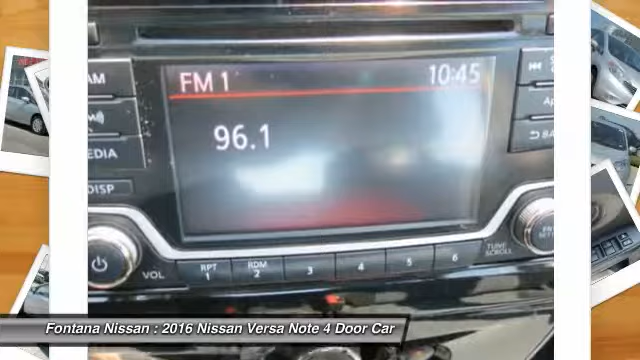 FM 1 10:45
96.1
AM
MEDIA
DISP
BA
VOL
RPT 1
RDM 2
3
4
5
6
TUNE
SCROLL
Fontana Nissan : 2016 Nissan Versa Note 4 Door Car